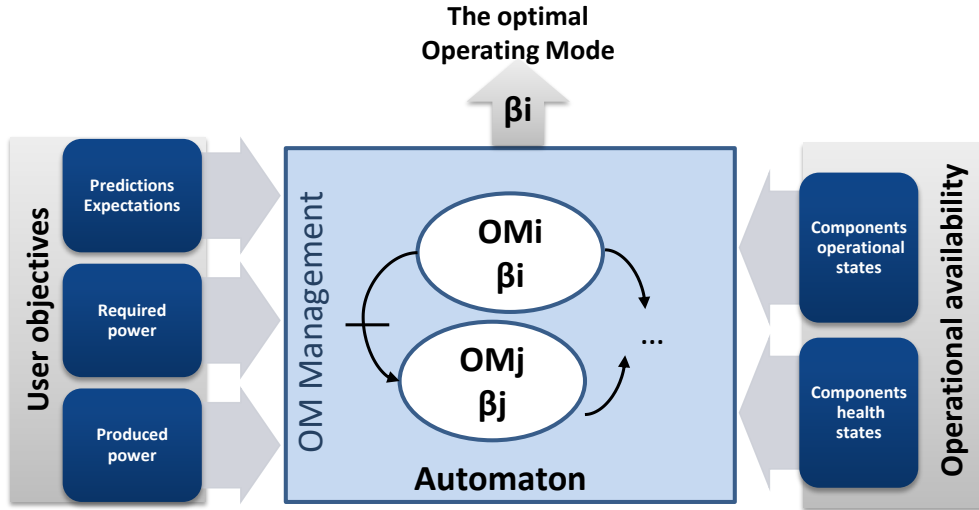 The optimal
Operating Mode
βi
User objectives
Predictions
Expectations
Required
power
Produced
power
OM Management
OMi
βi
OMj
βj
...
Automaton
Components
operational
states
Components
health
states
Operational availability